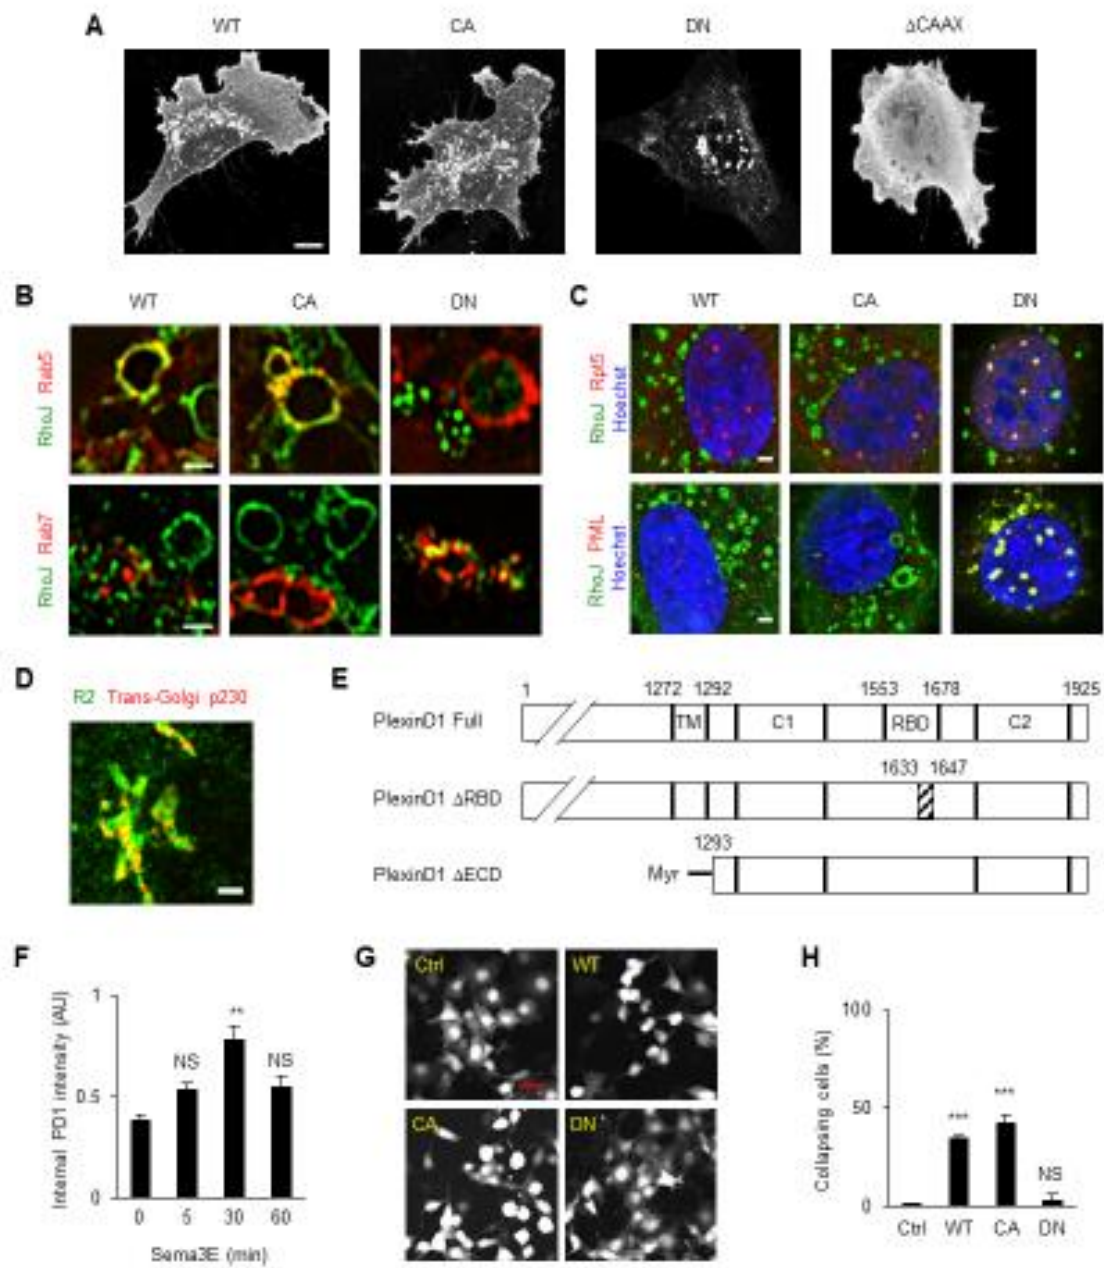 A
WT CA DN ΔCAAX
B
WT CA DN
RhoJ Rab5
RhoJ Rab7
C
WT CA DN
RhoJ Rpt5
Hoechst
RhoJ PML
Hoechst
D
R2 Trans-Golgi p230
E
1 1272 1292 1553 1678 1925
PlexinD1 Full TM C1 RBD C2
1633 1647
PlexinD1 ΔRBD
1293
PlexinD1 ΔECD Myr
F
Internal PD1 intensity (AU)
1
0.5
0
NS ** NS
0 5 30 60
Sema3E (min)
G
Ctrl WT
CA DN
H
Collapsing cells (%)
100
50
0
*** *** NS
Ctrl WT CA DN